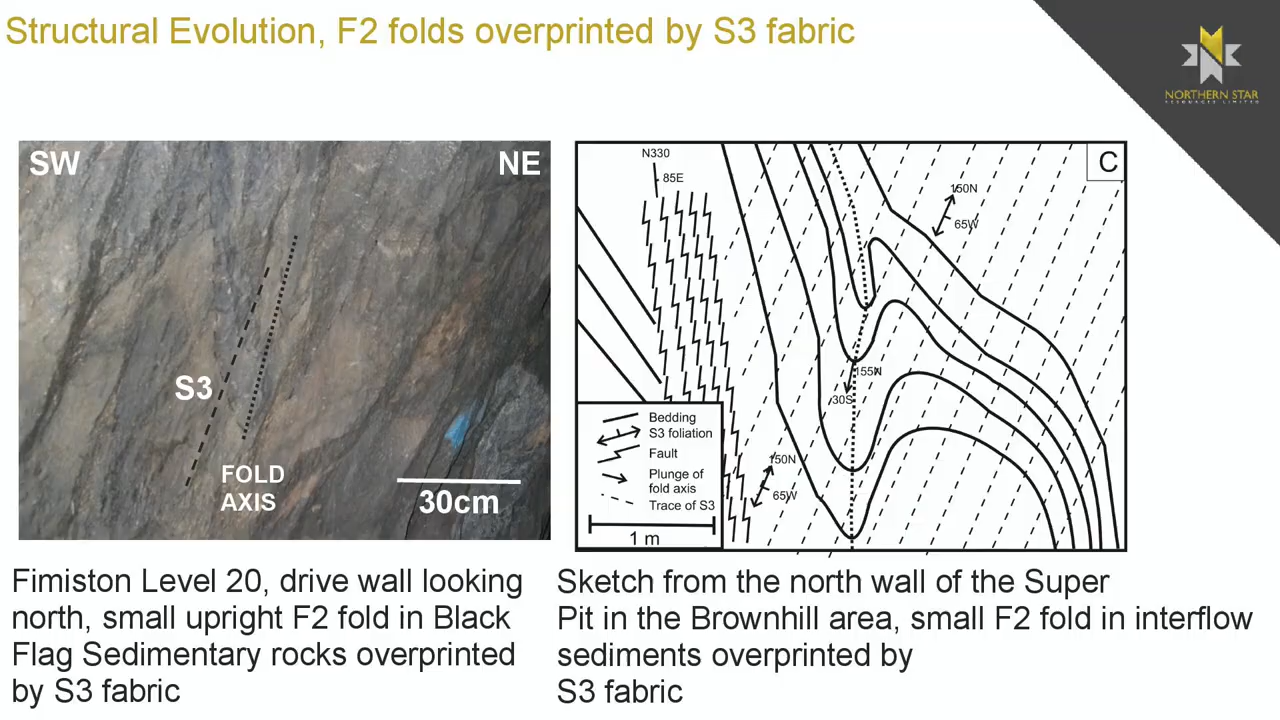 Structural Evolution, F2 folds overprinted by S3 fabric
NORTHERN STAR
RESOURCES LIMITED
SW
NE
S3
FOLD
AXIS
30cm
C
N330
85E
150N
65W
155N
30S
150N
65W
Bedding
S3 foliation
Fault
Plunge of
fold axis
Trace of S3
1 m
Fimiston Level 20, drive wall looking
north, small upright F2 fold in Black
Flag Sedimentary rocks overprinted
by S3 fabric
Sketch from the north wall of the Super
Pit in the Brownhill area, small F2 fold in interflow
sediments overprinted by
S3 fabric